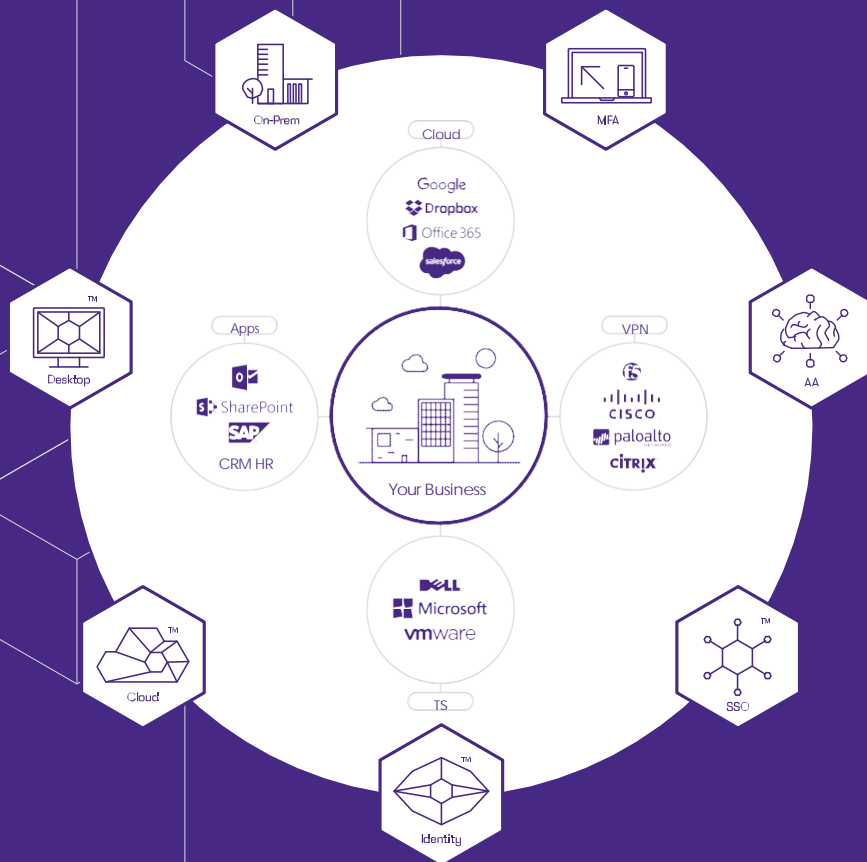 On-Prem
MFA
Cloud
Google
Dropbox
Office 365
salesforce
TM
Desktop
Apps
SharePoint
SAP
CRM HR
Your Business
VPN
f5
CISCO
paloalto
CITRIX
AA
DELL
Microsoft
vmware
TS
TM
Cloud
TM
SSO
TM
Identity